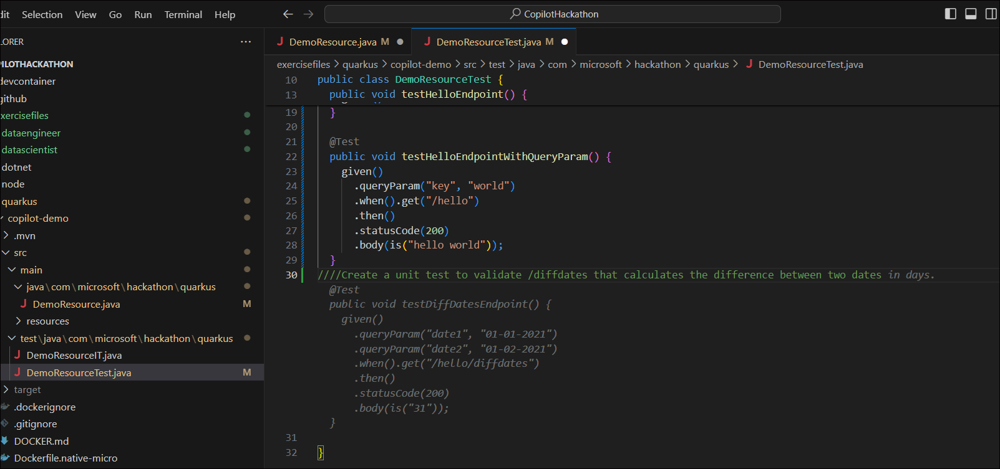 dit Selection View Go Run Terminal Help CopilotHackathon
LORER ...
DemoResource.java M DemoResourceTest.java M
exercisefiles > quarkus > copilot-demo > src > test > java > com > microsoft > hackathon > quarkus > DemoResourceTest.java
PILOTHACKATHON
devcontainer
github
xercisefiles
dataengineer
datascientist
dotnet
node
quarkus
copilot-demo
> .mvn
src
main
java\com\microsoft\hackathon\quarkus
DemoResource.java M
> resources
test\java\com\microsoft\hackathon\quarkus
DemoResourceIT.java
DemoResourceTest.java M
> target
.dockerignore
.gitignore
DOCKER.md
Dockerfile.native-micro
10 public class DemoResourceTest {
13 public void testHelloEndpoint() {
19 }
20
21 @Test
22 public void testHelloEndpointWithQueryParam() {
23 given()
24 .queryParam("key", "world")
25 .when().get("/hello")
26 .then()
27 .statusCode(200)
28 .body(is("hello world"));
29 }
30 ////Create a unit test to validate /diffdates that calculates the difference between two dates in days.
@Test
public void testDiffDatesEndpoint() {
given()
.queryParam("date1", "01-01-2021")
.queryParam("date2", "01-02-2021")
.when().get("/hello/diffdates")
.then()
.statusCode(200)
.body(is("31"));
}
31
32 }